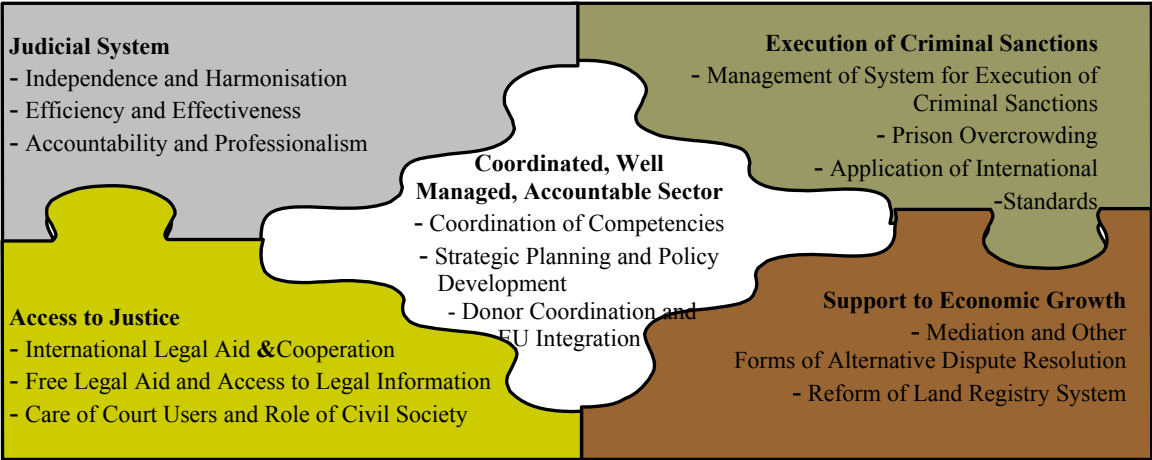 Judicial System
- Independence and Harmonisation
- Efficiency and Effectiveness
- Accountability and Professionalism
Execution of Criminal Sanctions
- Management of System for Execution of
Criminal Sanctions
- Prison Overcrowding
- Application of International
-Standards
Coordinated, Well
Managed, Accountable Sector
- Coordination of Competencies
- Strategic Planning and Policy
Development
- Donor Coordination and
EU Integration
Access to Justice
- International Legal Aid &Cooperation
- Free Legal Aid and Access to Legal Information
- Care of Court Users and Role of Civil Society
Support to Economic Growth
- Mediation and Other
Forms of Alternative Dispute Resolution
- Reform of Land Registry System